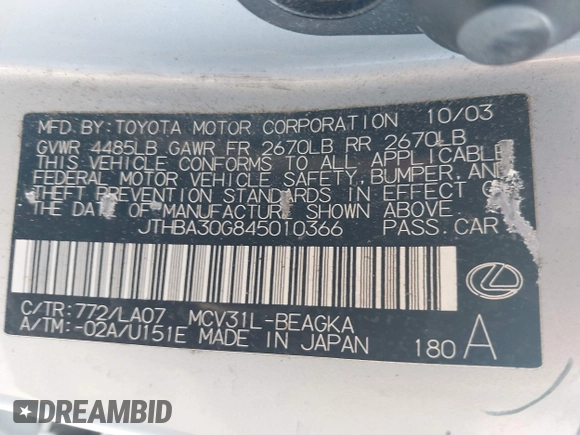 MFD.BY:TOYOTA MOTOR CORPORATION 10/03
GVWR 4485LB GAWR FR 2670LB RR 2670LB
THIS VEHICLE CONFORMS TO ALL APPLICABLE
FEDERAL MOTOR VEHICLE SAFETY, BUMPER, AND
THEFT PREVENTION STANDARDS IN EFFECT O
THE DATE OF MANUFACTURE SHOWN ABOVE.
JTHBA30G845010366 PASS.CAR
C/TR:772/LA07 MCV31L-BEAGKA
A/TM:-02A/U151E MADE IN JAPAN 180 A
DREAMBID